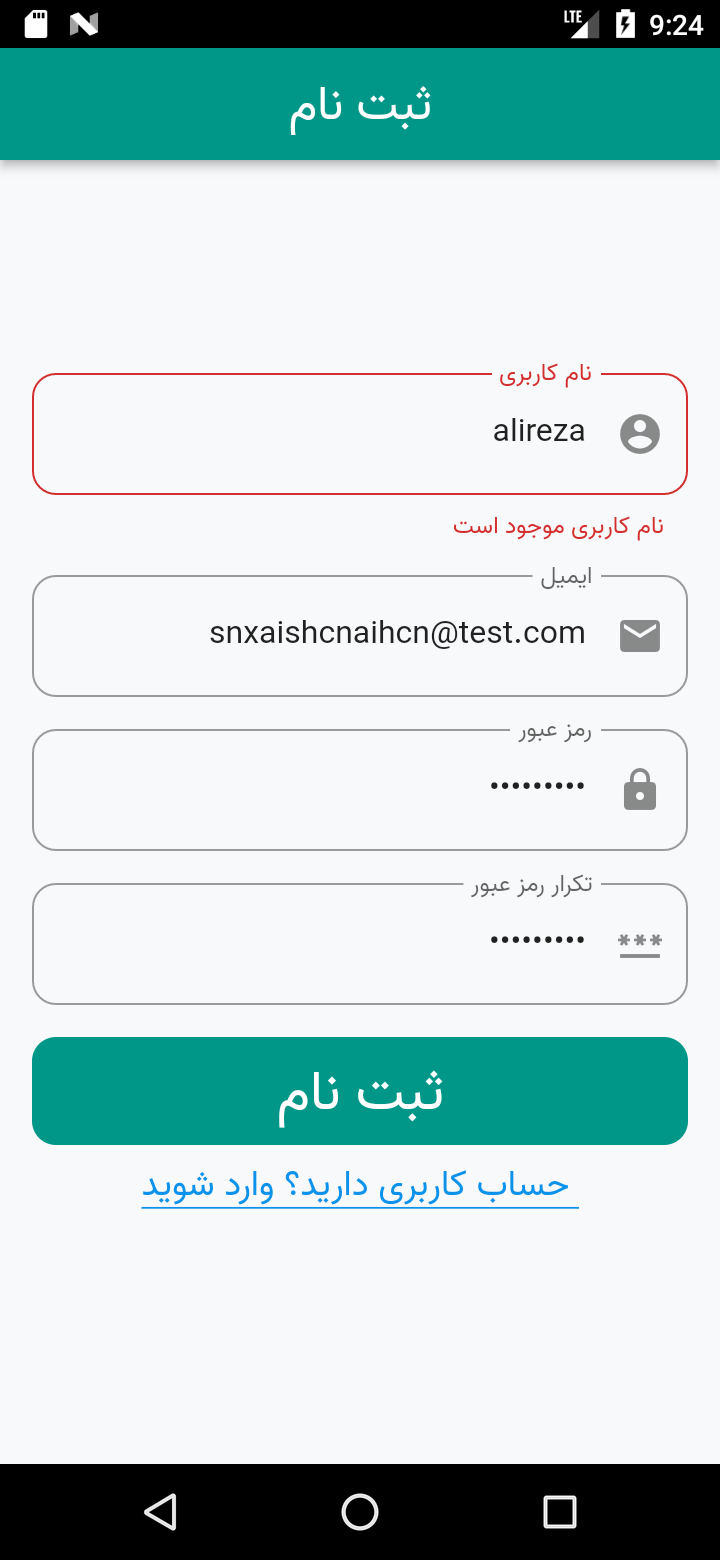 LTE 9:24
ثبت نام
نام کاربری
alireza
نام کاربری موجود است
ایمیل
snxaishcnaihcn@test.com
رمز عبور
•••••••••
تکرار رمز عبور
•••••••••
ثبت نام
حساب کاربری دارید؟ وارد شوید